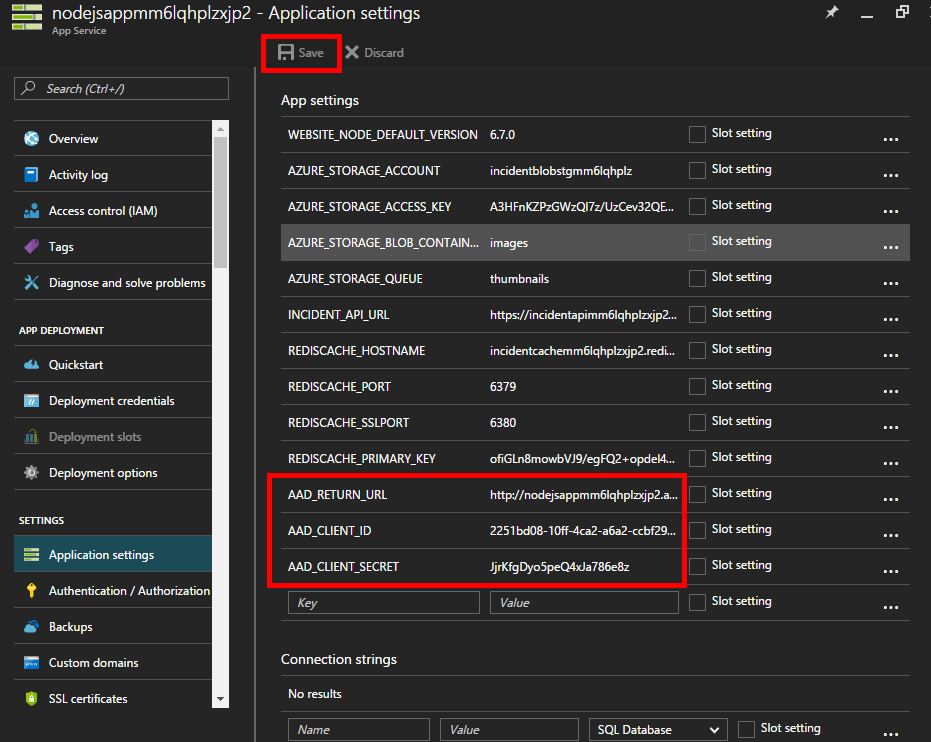 nodejsappmm6lqhplzxjp2 - Application settings
App Service
Save Discard
Search (Ctrl+/)
Overview
Activity log
Access control (IAM)
Tags
Diagnose and solve problems
APP DEPLOYMENT
Quickstart
Deployment credentials
Deployment slots
Deployment options
SETTINGS
Application settings
Authentication / Authorization
Backups
Custom domains
SSL certificates
App settings
WEBSITE_NODE_DEFAULT_VERSION 6.7.0 Slot setting ...
AZURE_STORAGE_ACCOUNT incidentblobstgmm6lqhplz Slot setting ...
AZURE_STORAGE_ACCESS_KEY A3HFnKZPzGWzQI7z/UzCev32QE... Slot setting ...
AZURE_STORAGE_BLOB_CONTAIN... images Slot setting ...
AZURE_STORAGE_QUEUE thumbnails Slot setting ...
INCIDENT_API_URL https://incidentapimm6lqhplzxjp2... Slot setting ...
REDISCACHE_HOSTNAME incidentcachemm6lqhplzxjp2.redi... Slot setting ...
REDISCACHE_PORT 6379 Slot setting ...
REDISCACHE_SSLPORT 6380 Slot setting ...
REDISCACHE_PRIMARY_KEY ofiGLn8mowbVJ9/egFQ2+opdel4... Slot setting ...
AAD_RETURN_URL http://nodejsappmm6lqhplzxjp2.a... Slot setting ...
AAD_CLIENT_ID 2251bd08-10ff-4ca2-a6a2-ccbf29... Slot setting ...
AAD_CLIENT_SECRET JjrKfgDyo5peQ4xJa786e8z Slot setting ...
Key Value Slot setting ...
Connection strings
No results
Name Value SQL Database Slot setting ...